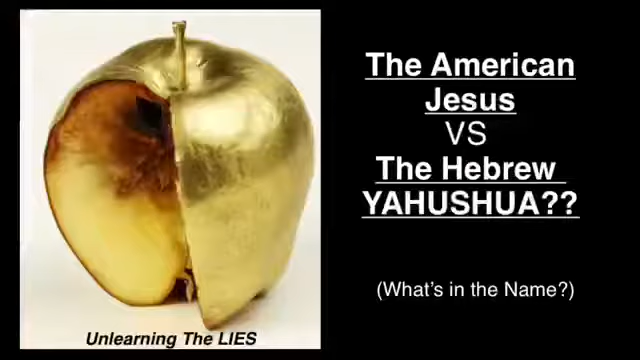 The American
Jesus
VS
The Hebrew
YAHUSHUA??
(What's in the Name?)
Unlearning The LIES